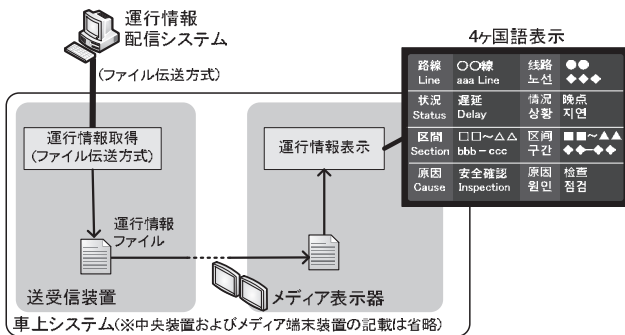 運行情報
配信システム
(ファイル伝送方式)
4ヶ国語表示
路線 ○○線 线路 ●●
Line aaa Line 노선 ◆◆◆
状況 遅延 情况 晚点
Status Delay 상황 지연
区間 □□～△△ 区间 ■■～▲▲
Section bbb－ccc 구간 ◆◆－◆◆
原因 安全確認 原因 检查
Cause Inspection 원인 점검
運行情報取得
(ファイル伝送方式)
運行情報表示
運行情報
ファイル
送受信装置
メディア表示器
車上システム(※中央装置およびメディア端末装置の記載は省略)